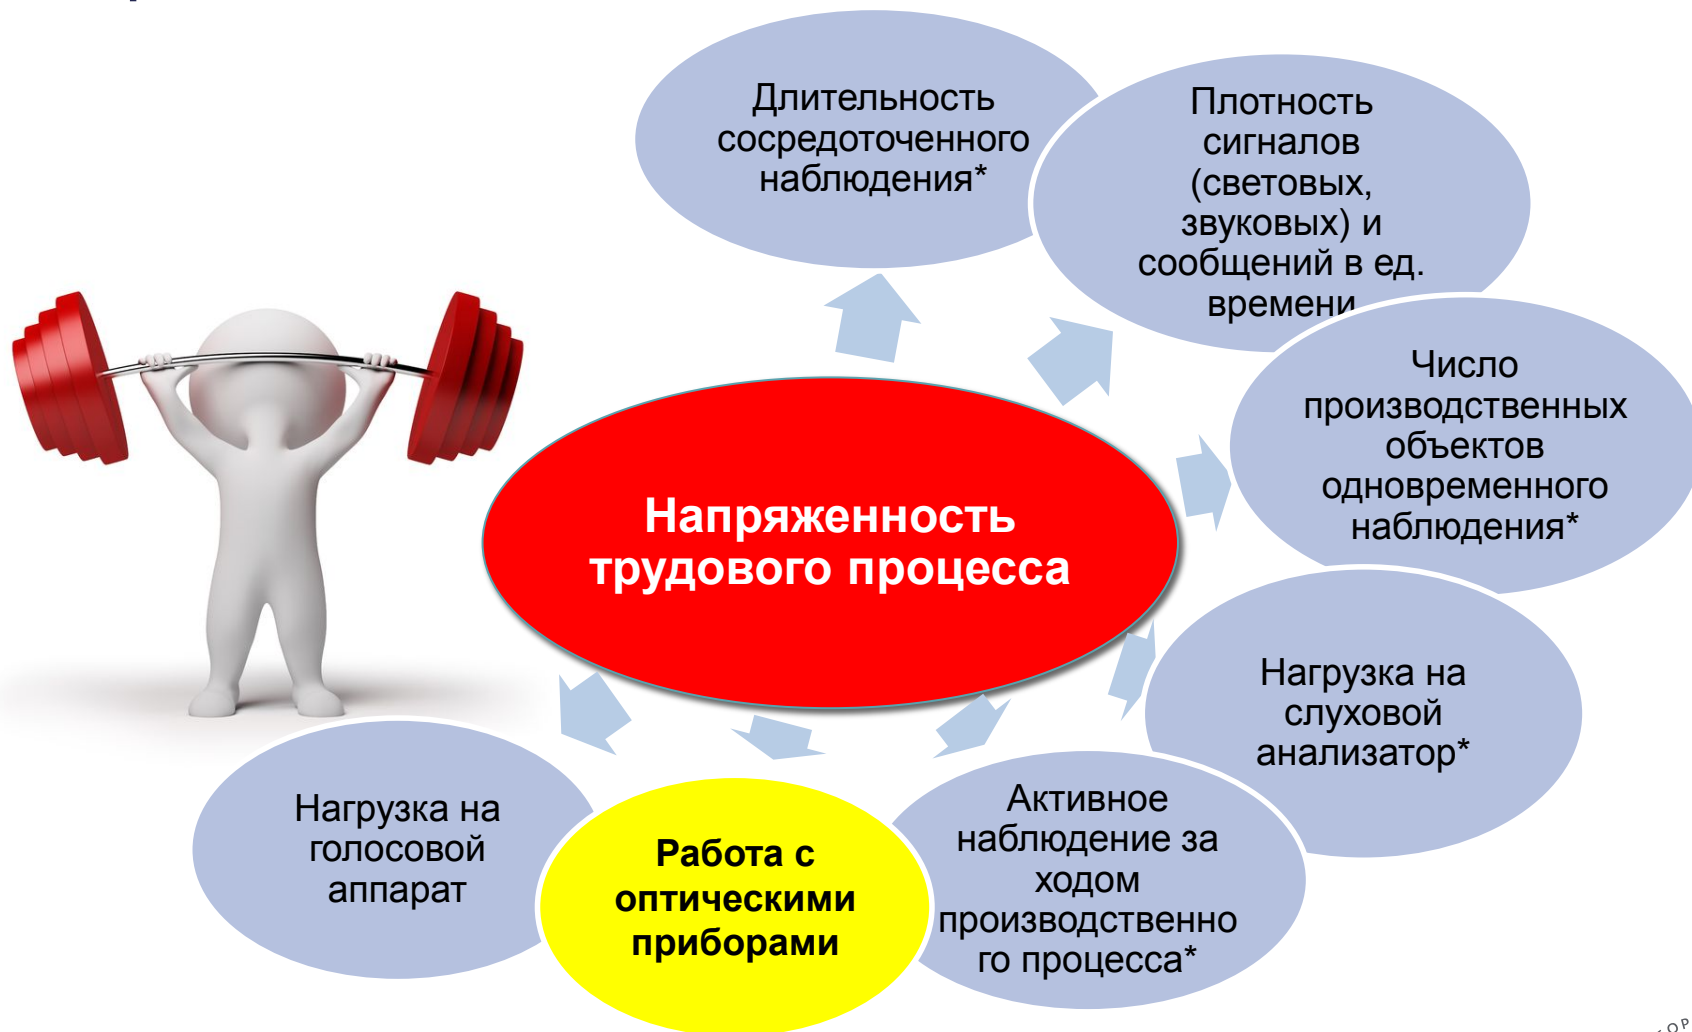 Длительность
сосредоточенного
наблюдения*
Плотность
сигналов
(световых,
звуковых) и
сообщений в ед.
времени
Число
производственных
объектов
одновременного
наблюдения*
Напряженность
трудового процесса
Нагрузка на
слуховой
анализатор*
Активное
наблюдение за
ходом
производственно
го процесса*
Работа с
оптическими
приборами
Нагрузка на
голосовой
аппарат